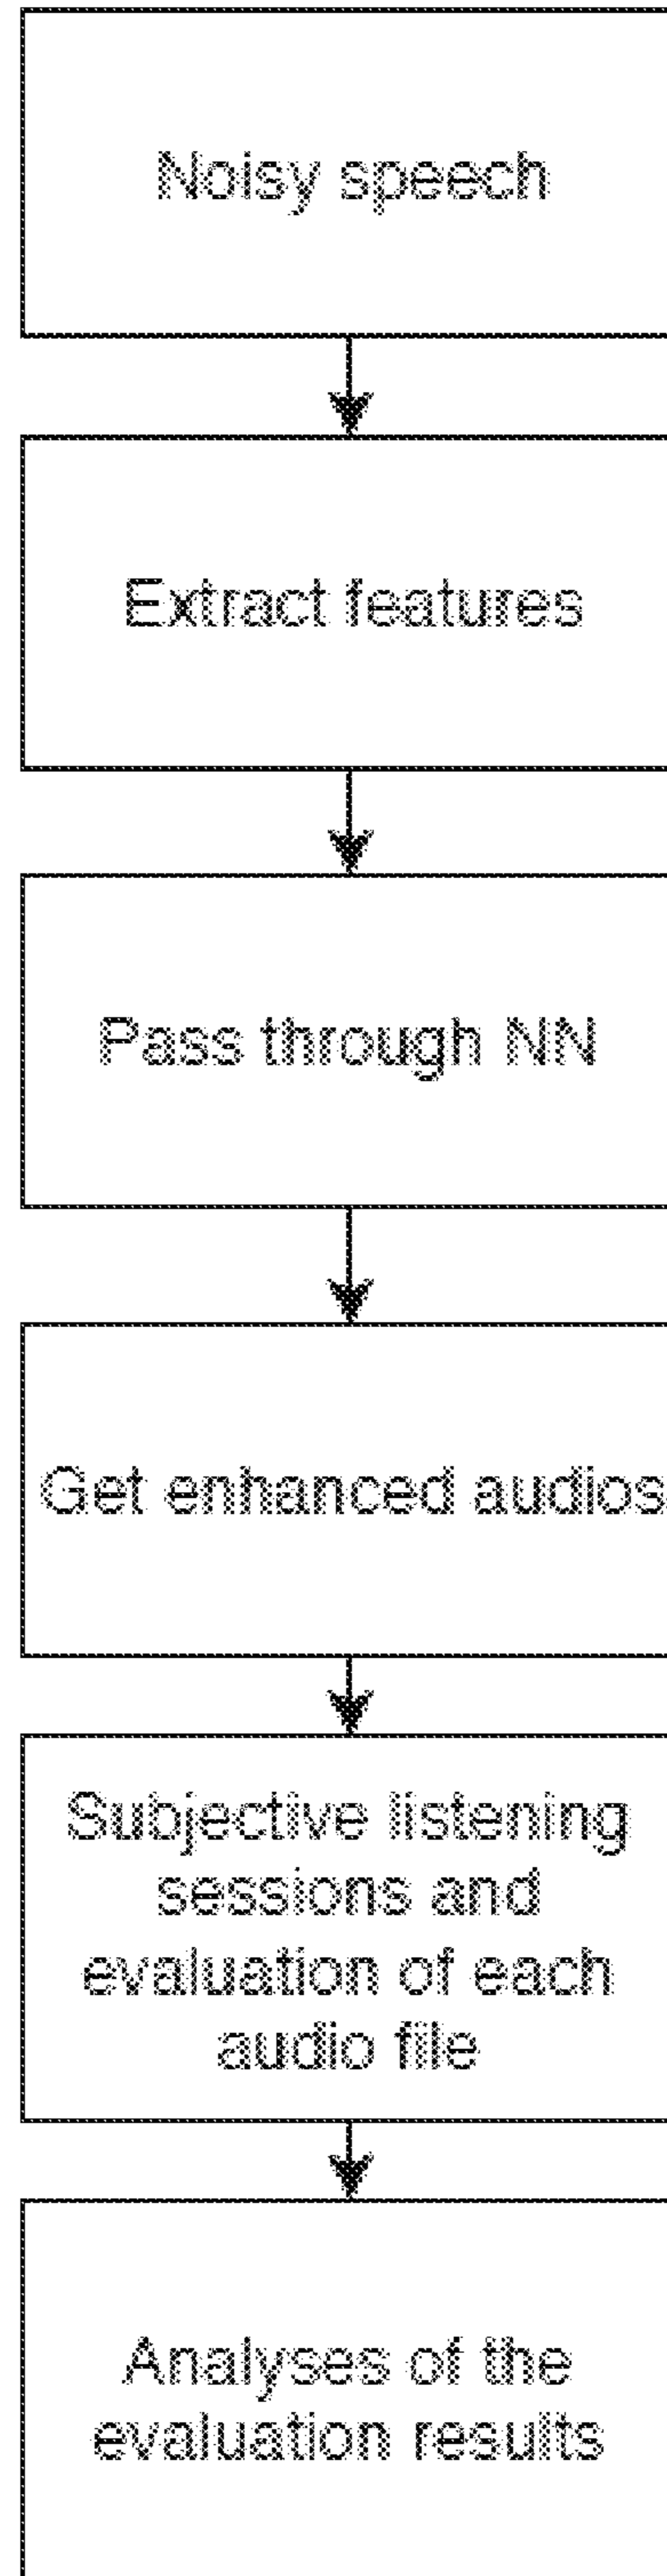 Noisy speech
Extract features
Pass through NN
Get enhanced audios
Subjective listening
sessions and
evaluation of each
audio file
Analyses of the
evaluation results